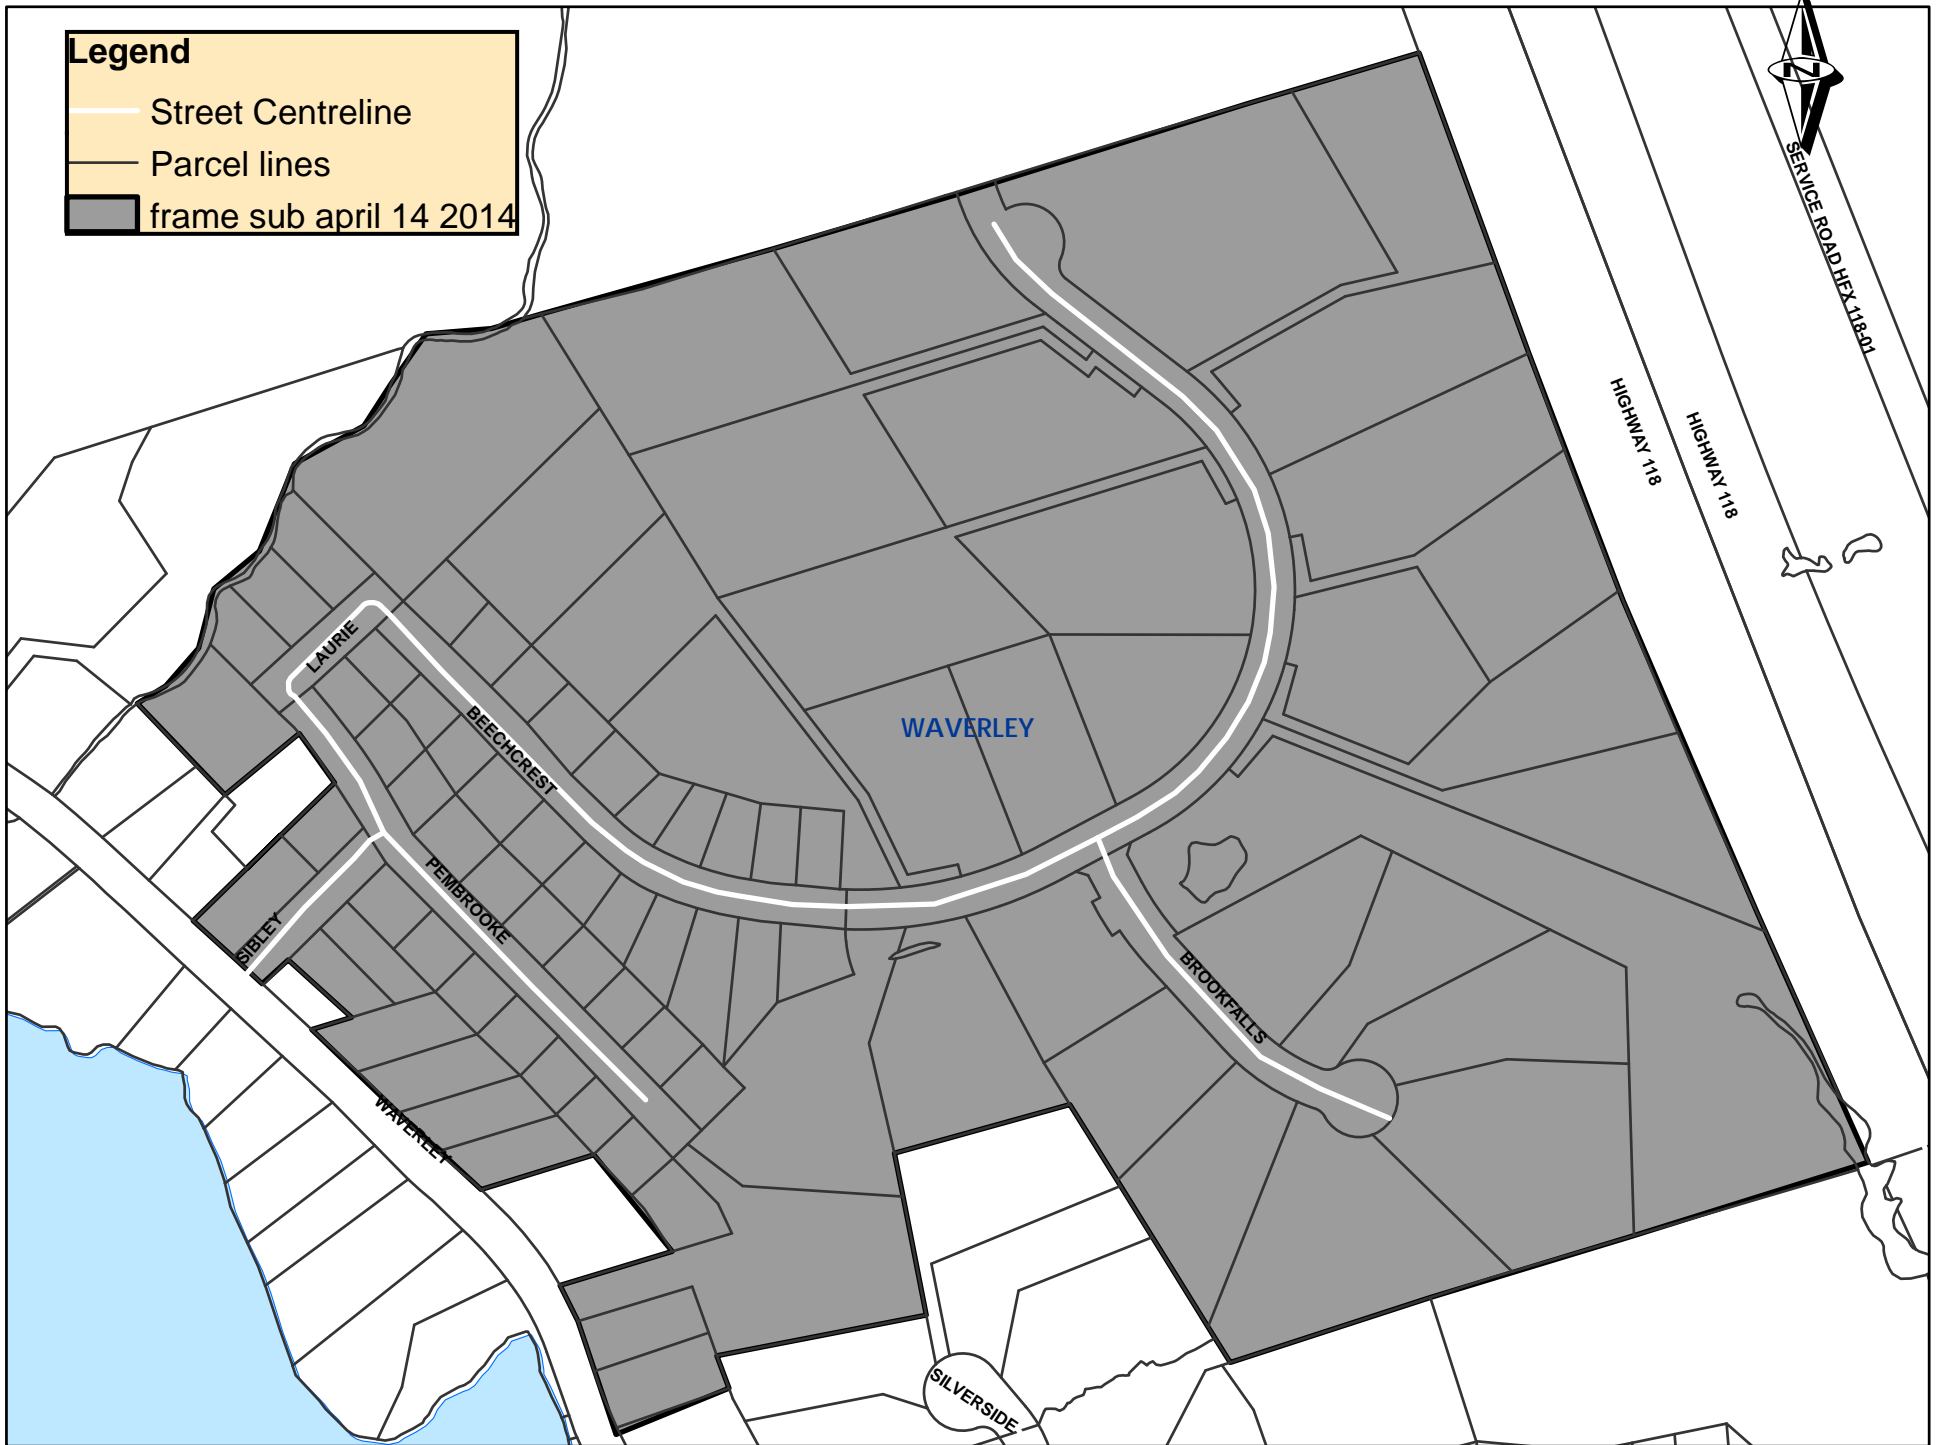 Legend
Street Centreline
Parcel lines
frame sub april 14 2014
N
SERVICE ROAD HFX 118-01
HIGHWAY 118
HIGHWAY 118
LAURIE
BEECHCREST
WAVERLEY
PEMBROOKE
SIBLEY
BROOKFALLS
WAVERLEY
SILVERSIDE